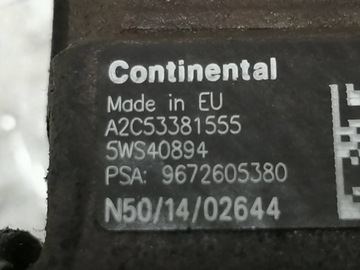 Continental
Made in EU
A2C53381555
5WS40894
PSA: 9672605380
N50/14/02644